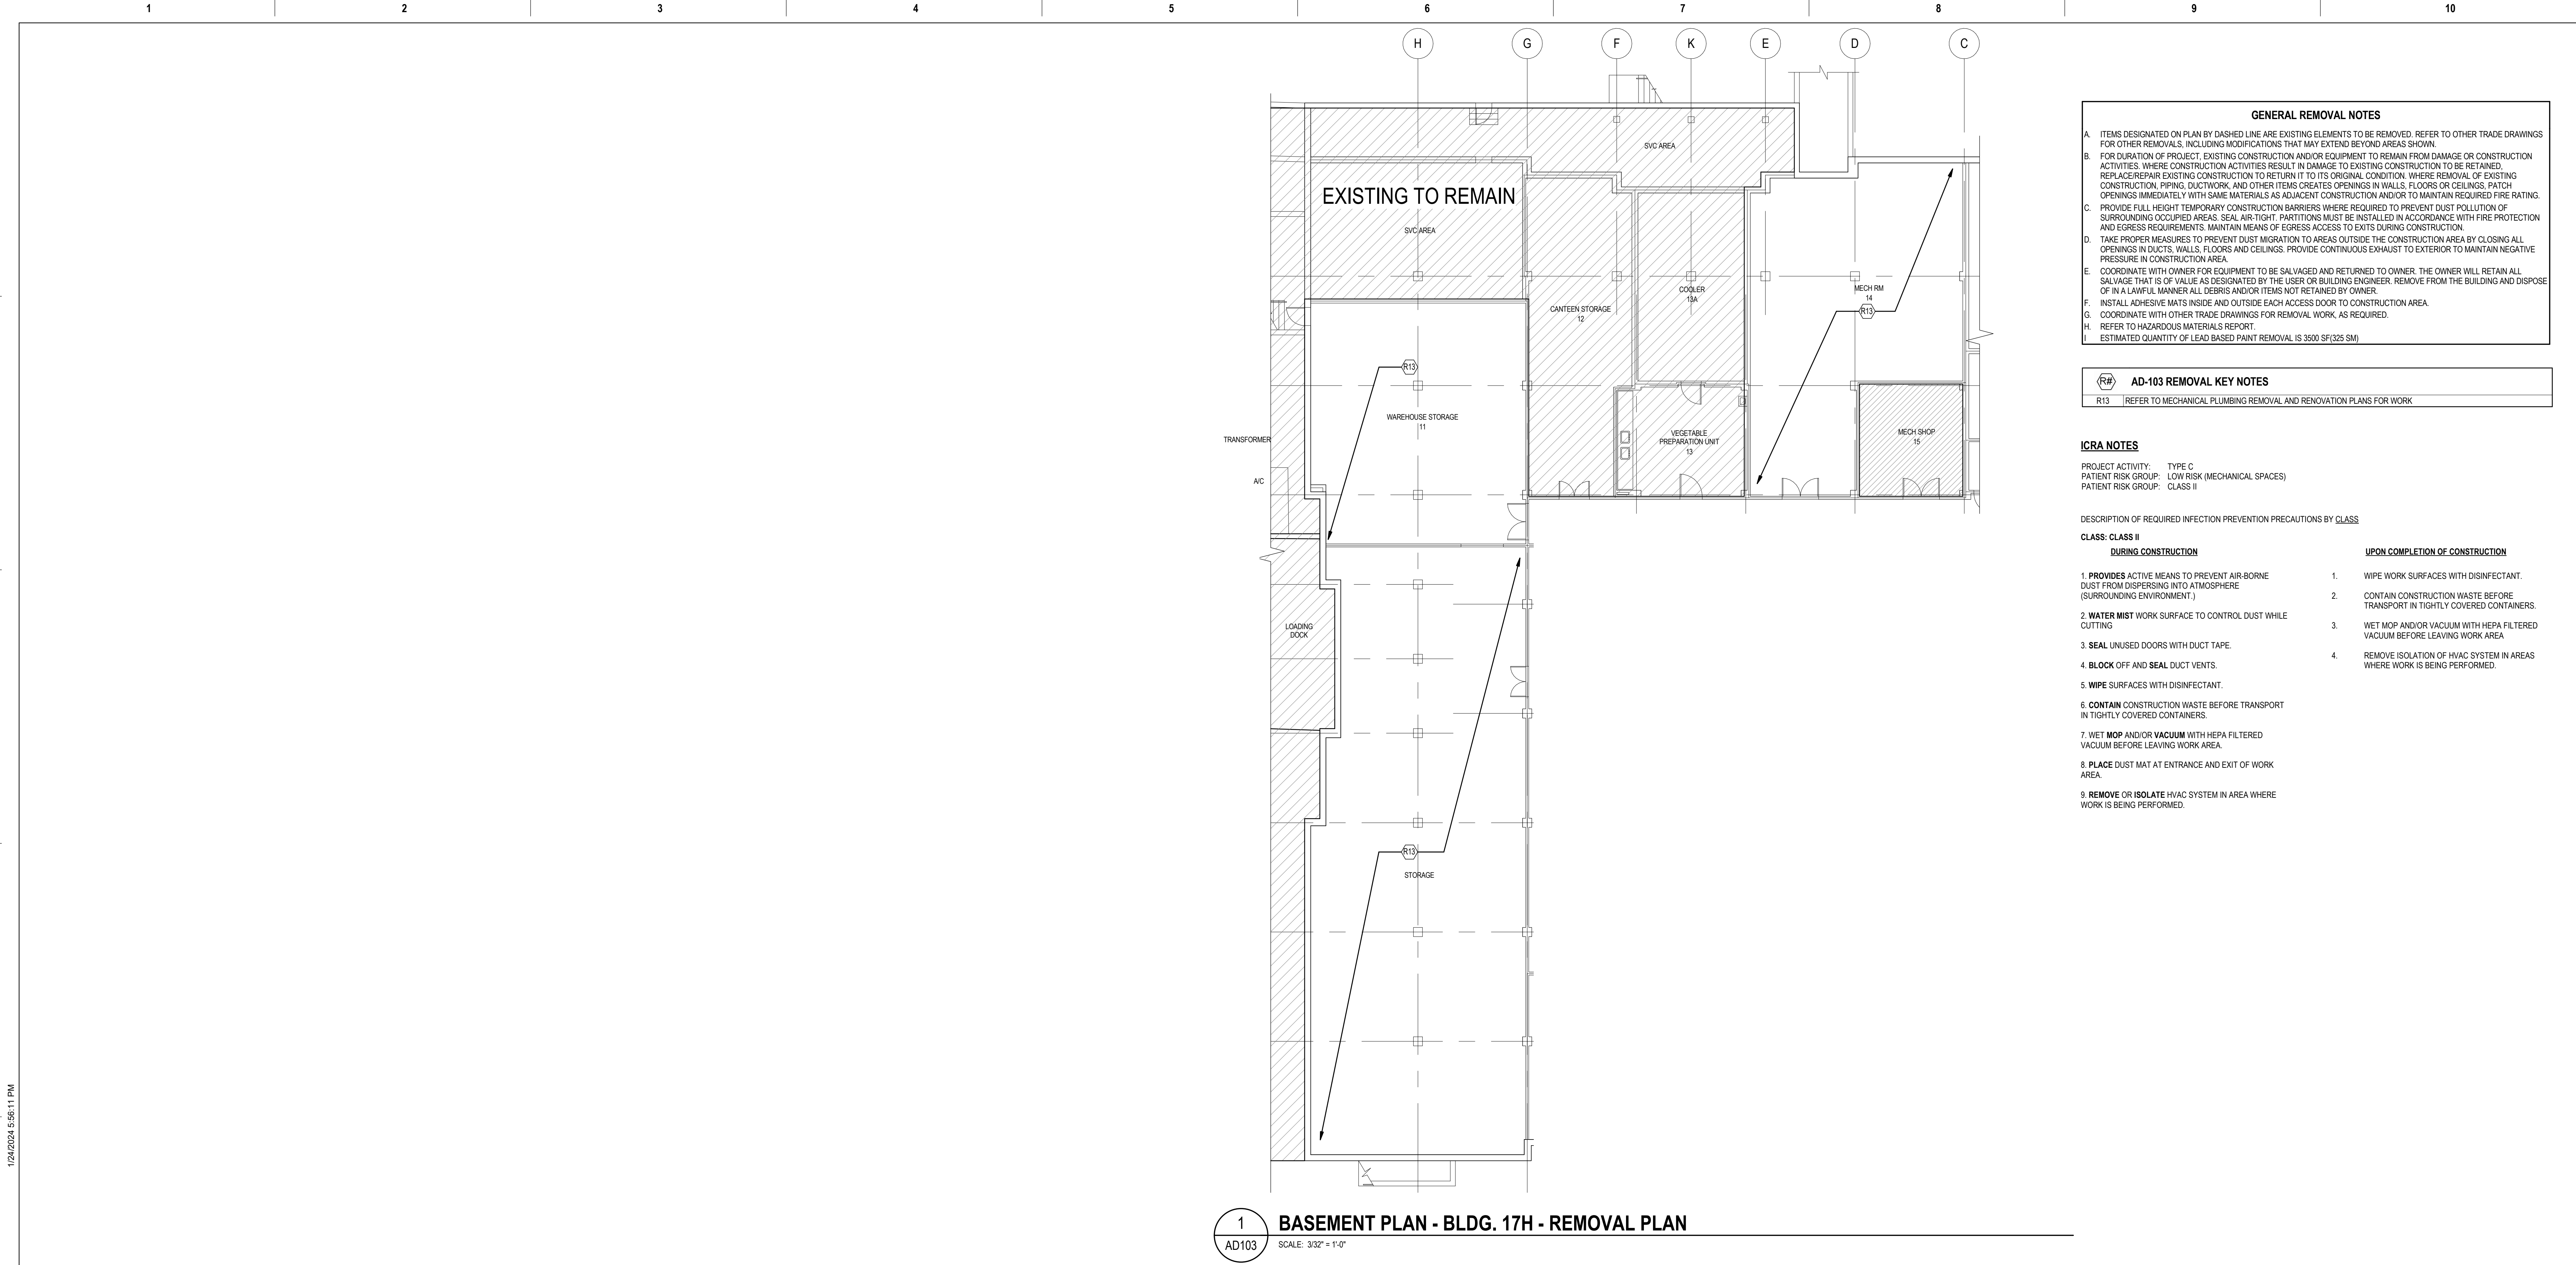 1 2 3 4 5 6 7 8 9 10
H G F K E D C
SVC AREA
EXISTING TO REMAIN
SVC AREA
COOLER
13A
MECH RM
14
R13
CANTEEN STORAGE
12
R13
WAREHOUSE STORAGE
11
TRANSFORMER
VEGETABLE
PREPARATION UNIT
13
MECH SHOP
15
A/C
LOADING
DOCK
R13
STORAGE
1
AD103
BASEMENT PLAN - BLDG. 17H - REMOVAL PLAN
SCALE: 3/32" = 1'-0"
1/24/2024 5:56:11 PM
GENERAL REMOVAL NOTES
A. ITEMS DESIGNATED ON PLAN BY DASHED LINE ARE EXISTING ELEMENTS TO BE REMOVED. REFER TO OTHER TRADE DRAWINGS
FOR OTHER REMOVALS, INCLUDING MODIFICATIONS THAT MAY EXTEND BEYOND AREAS SHOWN.
B. FOR DURATION OF PROJECT, EXISTING CONSTRUCTION AND/OR EQUIPMENT TO REMAIN FROM DAMAGE OR CONSTRUCTION
ACTIVITIES. WHERE CONSTRUCTION ACTIVITIES RESULT IN DAMAGE TO EXISTING CONSTRUCTION TO BE RETAINED,
REPLACE/REPAIR EXISTING CONSTRUCTION TO RETURN IT TO ITS ORIGINAL CONDITION. WHERE REMOVAL OF EXISTING
CONSTRUCTION, PIPING, DUCTWORK, AND OTHER ITEMS CREATES OPENINGS IN WALLS, FLOORS OR CEILINGS, PATCH
OPENINGS IMMEDIATELY WITH SAME MATERIALS AS ADJACENT CONSTRUCTION AND/OR TO MAINTAIN REQUIRED FIRE RATING.
C. PROVIDE FULL HEIGHT TEMPORARY CONSTRUCTION BARRIERS WHERE REQUIRED TO PREVENT DUST POLLUTION OF
SURROUNDING OCCUPIED AREAS. SEAL AIR-TIGHT. PARTITIONS MUST BE INSTALLED IN ACCORDANCE WITH FIRE PROTECTION
AND EGRESS REQUIREMENTS. MAINTAIN MEANS OF EGRESS ACCESS TO EXITS DURING CONSTRUCTION.
D. TAKE PROPER MEASURES TO PREVENT DUST MIGRATION TO AREAS OUTSIDE THE CONSTRUCTION AREA BY CLOSING ALL
OPENINGS IN DUCTS, WALLS, FLOORS AND CEILINGS. PROVIDE CONTINUOUS EXHAUST TO EXTERIOR TO MAINTAIN NEGATIVE
PRESSURE IN CONSTRUCTION AREA.
E. COORDINATE WITH OWNER FOR EQUIPMENT TO BE SALVAGED AND RETURNED TO OWNER. THE OWNER WILL RETAIN ALL
SALVAGE THAT IS OF VALUE AS DESIGNATED BY THE USER OR BUILDING ENGINEER. REMOVE FROM THE BUILDING AND DISPOSE
OF IN A LAWFUL MANNER ALL DEBRIS AND/OR ITEMS NOT RETAINED BY OWNER.
F. INSTALL ADHESIVE MATS INSIDE AND OUTSIDE EACH ACCESS DOOR TO CONSTRUCTION AREA.
G. COORDINATE WITH OTHER TRADE DRAWINGS FOR REMOVAL WORK, AS REQUIRED.
H. REFER TO HAZARDOUS MATERIALS REPORT.
I ESTIMATED QUANTITY OF LEAD BASED PAINT REMOVAL IS 3500 SF(325 SM)
R# AD-103 REMOVAL KEY NOTES
R13 REFER TO MECHANICAL PLUMBING REMOVAL AND RENOVATION PLANS FOR WORK
ICRA NOTES
PROJECT ACTIVITY: TYPE C
PATIENT RISK GROUP: LOW RISK (MECHANICAL SPACES)
PATIENT RISK GROUP: CLASS II
DESCRIPTION OF REQUIRED INFECTION PREVENTION PRECAUTIONS BY CLASS
CLASS: CLASS II
DURING CONSTRUCTION
1. PROVIDES ACTIVE MEANS TO PREVENT AIR-BORNE
DUST FROM DISPERSING INTO ATMOSPHERE
(SURROUNDING ENVIRONMENT.)
2. WATER MIST WORK SURFACE TO CONTROL DUST WHILE
CUTTING
3. SEAL UNUSED DOORS WITH DUCT TAPE.
4. BLOCK OFF AND SEAL DUCT VENTS.
5. WIPE SURFACES WITH DISINFECTANT.
6. CONTAIN CONSTRUCTION WASTE BEFORE TRANSPORT
IN TIGHTLY COVERED CONTAINERS.
7. WET MOP AND/OR VACUUM WITH HEPA FILTERED
VACUUM BEFORE LEAVING WORK AREA.
8. PLACE DUST MAT AT ENTRANCE AND EXIT OF WORK
AREA.
9. REMOVE OR ISOLATE HVAC SYSTEM IN AREA WHERE
WORK IS BEING PERFORMED.
UPON COMPLETION OF CONSTRUCTION
1. WIPE WORK SURFACES WITH DISINFECTANT.
2. CONTAIN CONSTRUCTION WASTE BEFORE
TRANSPORT IN TIGHTLY COVERED CONTAINERS.
3. WET MOP AND/OR VACUUM WITH HEPA FILTERED
VACUUM BEFORE LEAVING WORK AREA
4. REMOVE ISOLATION OF HVAC SYSTEM IN AREAS
WHERE WORK IS BEING PERFORMED.